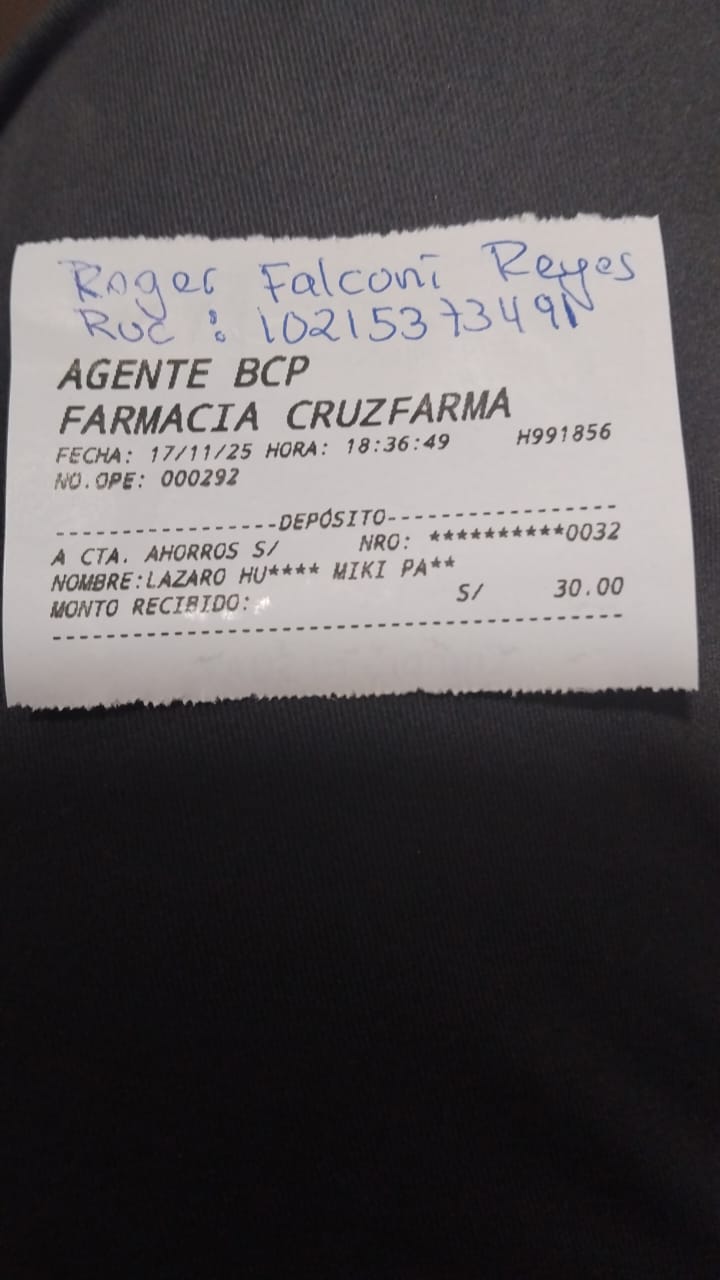 Roger Falconi Reyes
Ruc : 10215373491
AGENTE BCP
FARMACIA CRUZFARMA
FECHA: 17/11/25 HORA: 18:36:49 H991856
NO.OPE: 000292
-----------------DEPÓSITO-----------------
A CTA. AHORROS S/ NRO: **********0032
NOMBRE:LAZARO HU**** MIKI PA**
MONTO RECIBIDO: S/ 30.00
------------------------------------------